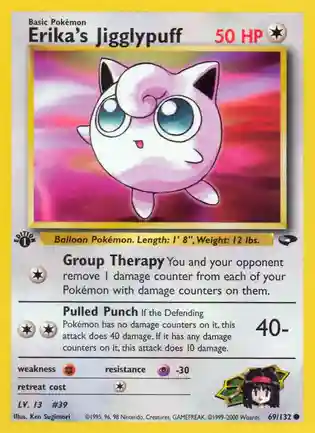 Basic Pokémon
Erika's Jigglypuff 50 HP
EDITION
1
Balloon Pokémon. Length: 1' 8", Weight: 12 lbs.
Group Therapy You and your opponent
remove 1 damage counter from each of your
Pokémon with damage counters on them.
Pulled Punch If the Defending
Pokémon has no damage counters on it, this
attack does 40 damage. If it has any damage
counters on it, this attack does 10 damage.
40-
weakness resistance -30
retreat cost
LV. 13 #39
Illus. Ken Sugimori
©1995, 96, 98 Nintendo, Creatures, GAMEFREAK. ©1999-2000 Wizards.
69/132